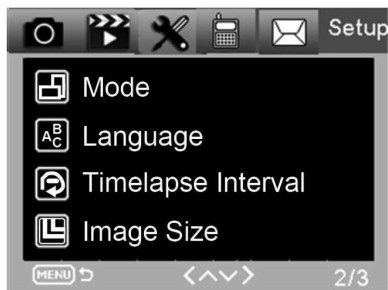 Setup
Mode
A B C
Language
Timelapse Interval
Image Size
MENU 2/3